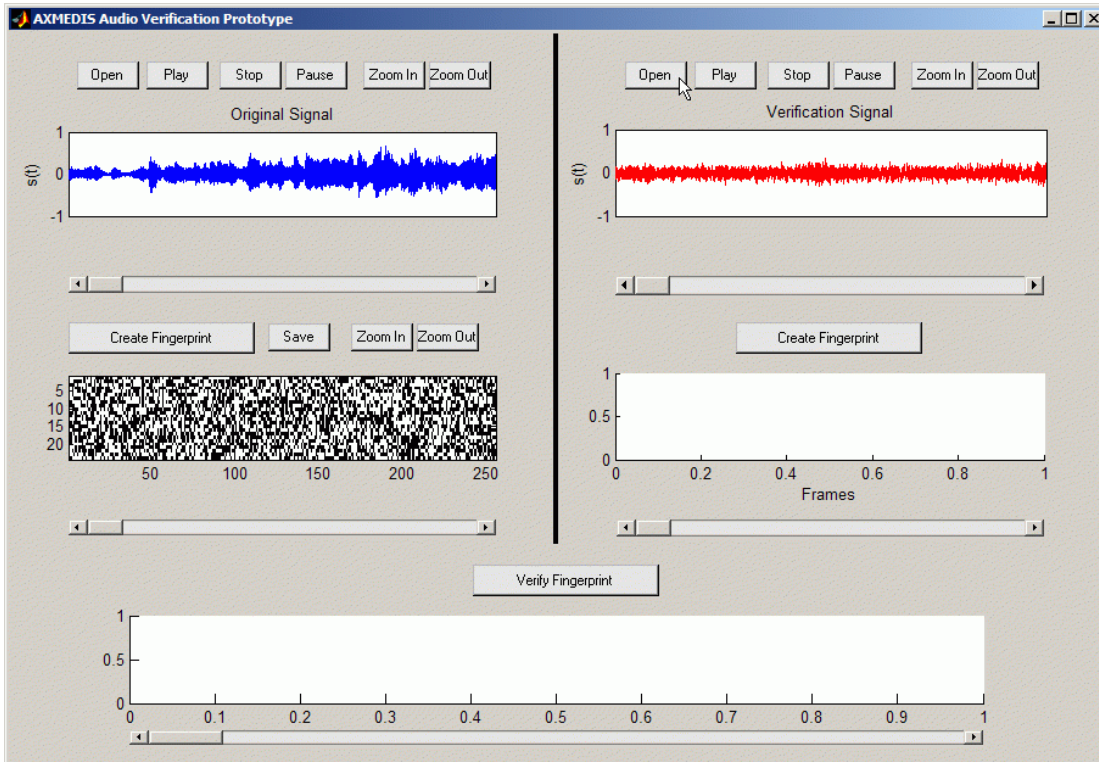 AXMEDIS Audio Verification Prototype
Open Play Stop Pause Zoom In Zoom Out
Original Signal
1
0
-1
s(t)
Create Fingerprint Save Zoom In Zoom Out
5
10
15
20
50 100 150 200 250
Open Play Stop Pause Zoom In Zoom Out
Verification Signal
1
0
-1
s(t)
Create Fingerprint
1
0.5
0
0 0.2 0.4 0.6 0.8 1
Frames
Verify Fingerprint
1
0.5
0
0 0.1 0.2 0.3 0.4 0.5 0.6 0.7 0.8 0.9 1